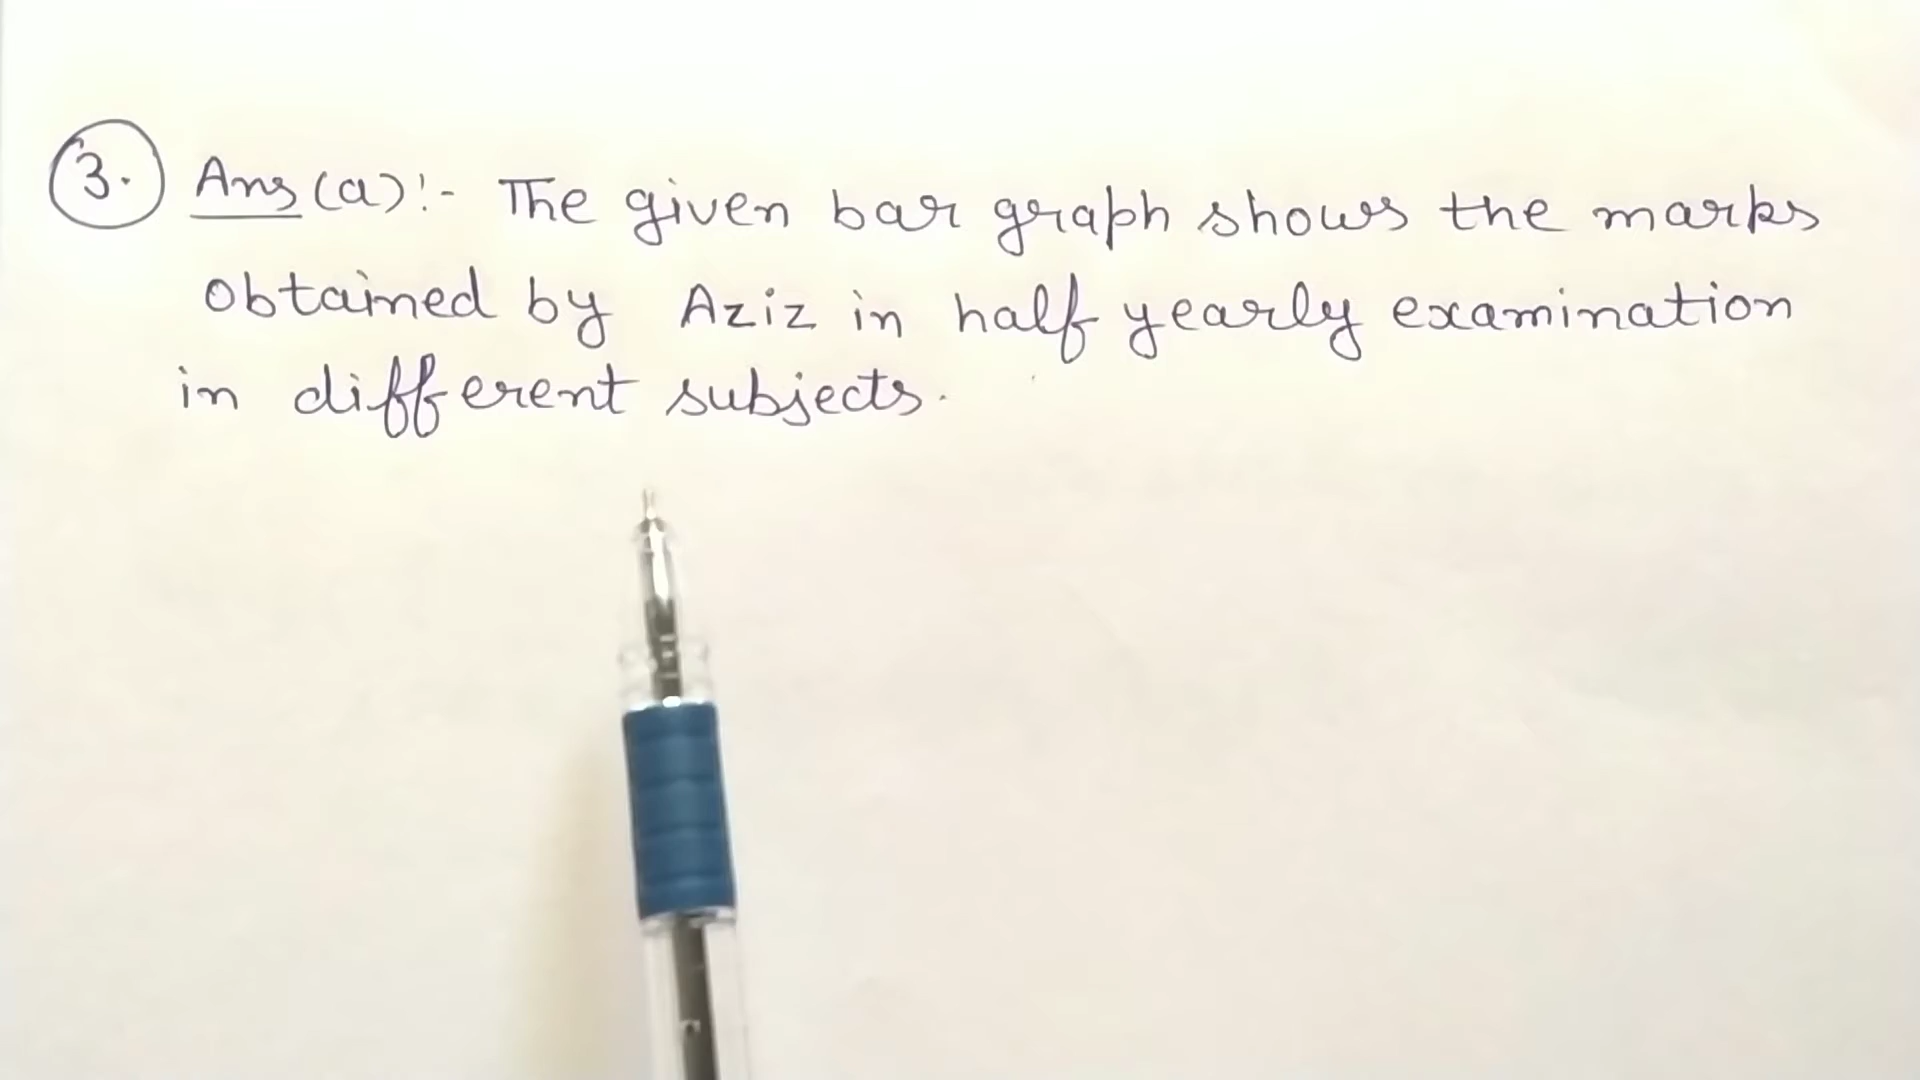 3. Ans (a):- The given bar graph shows the marks
obtained by Aziz in half yearly examination
in different subjects.